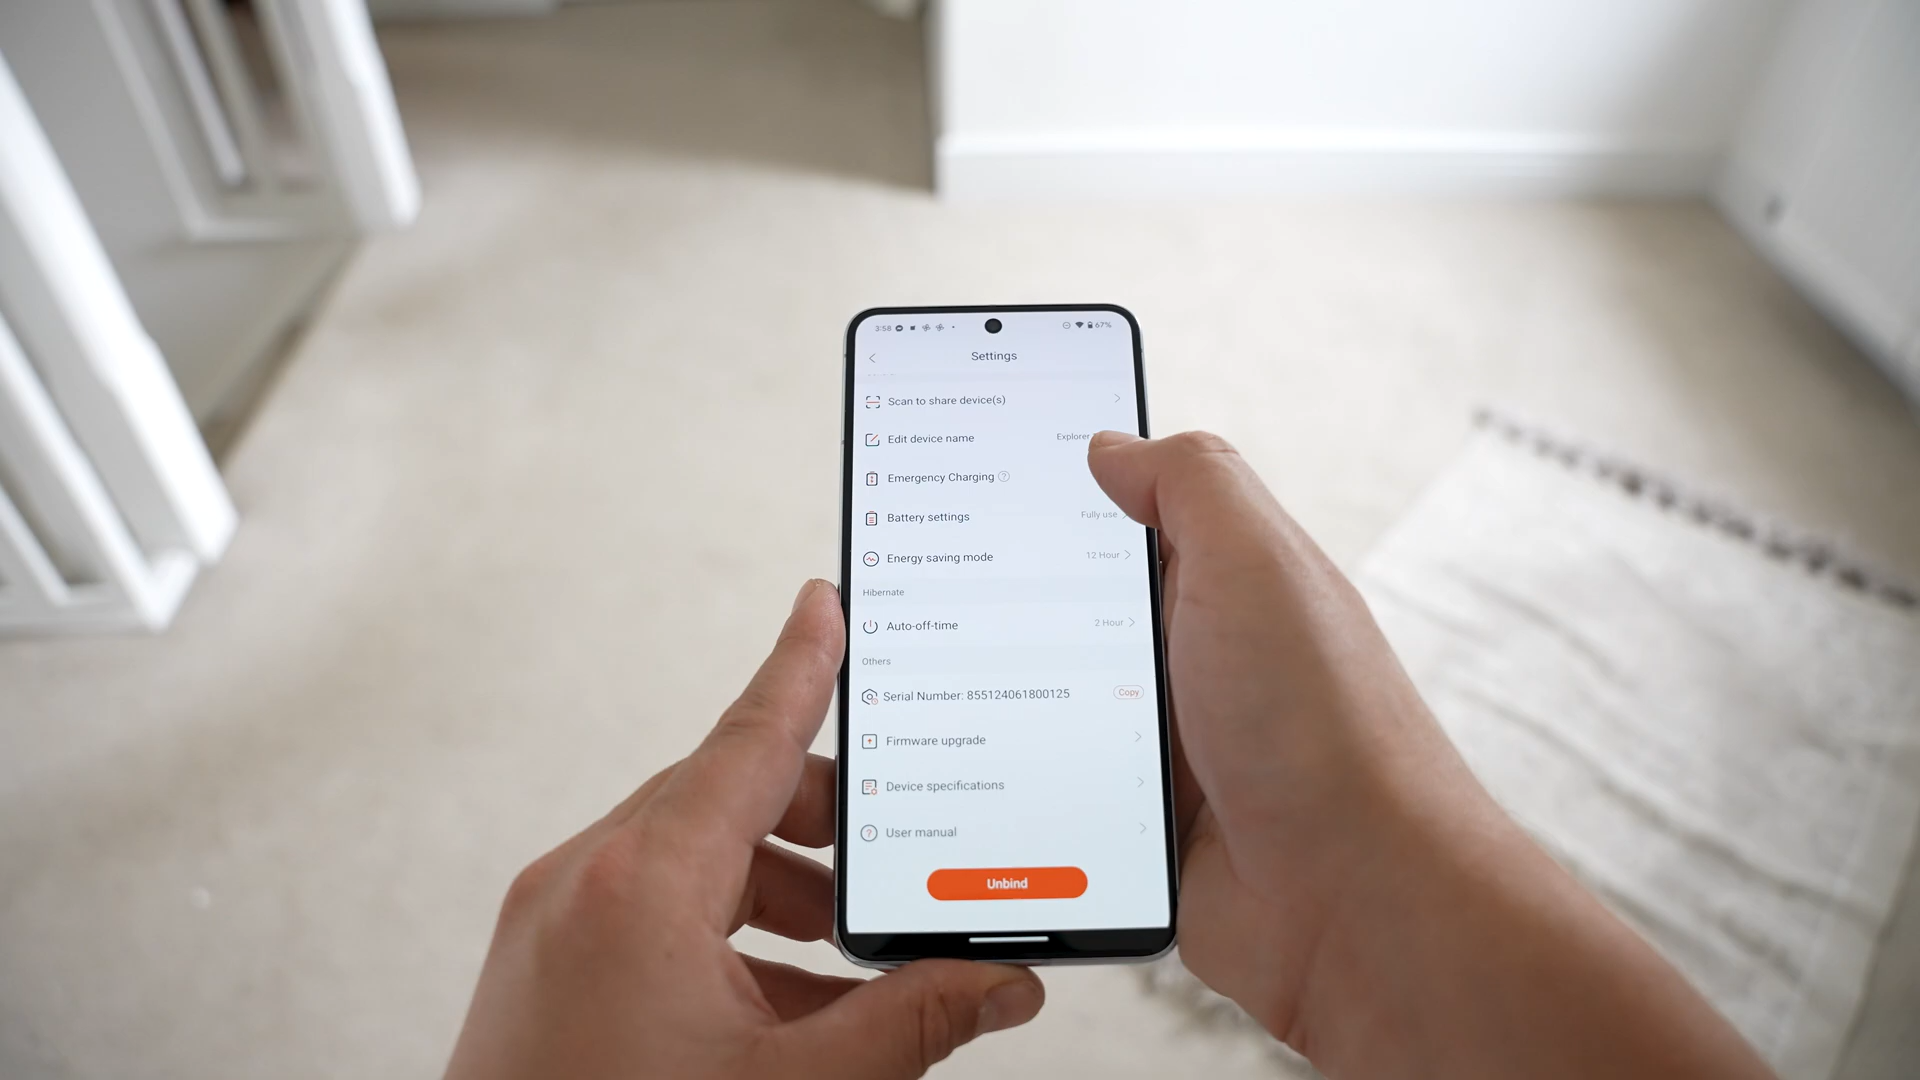 3:58 67%
Settings
Scan to share device(s)
Edit device name Explorer
Emergency Charging ?
Battery settings Fully use
Energy saving mode 12 Hour
Hibernate
Auto-off-time 2 Hour
Others
Serial Number: 855124061800125 Copy
Firmware upgrade
Device specifications
? User manual
Unbind